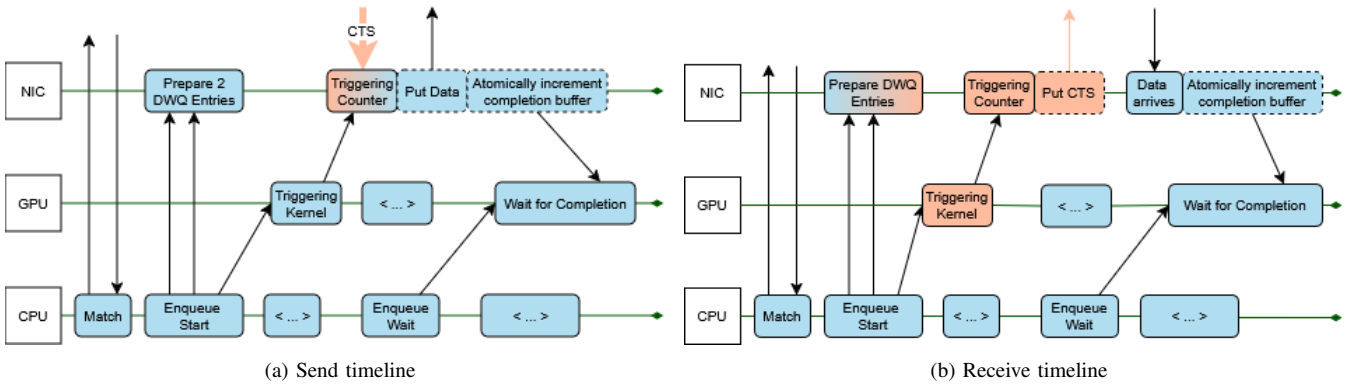 CTS
NIC
Prepare 2
DWQ Entries
Triggering
Counter
Put Data
Atomically increment
completion buffer
GPU
Triggering
Kernel
< ... >
Wait for Completion
CPU
Match
Enqueue
Start
< ... >
Enqueue
Wait
< ... >
(a) Send timeline
NIC
Prepare DWQ
Entries
Triggering
Counter
Put CTS
Data
arrives
Atomically increment
completion buffer
GPU
Triggering
Kernel
< ... >
Wait for Completion
CPU
Match
Enqueue
Start
< ... >
Enqueue
Wait
< ... >
(b) Receive timeline